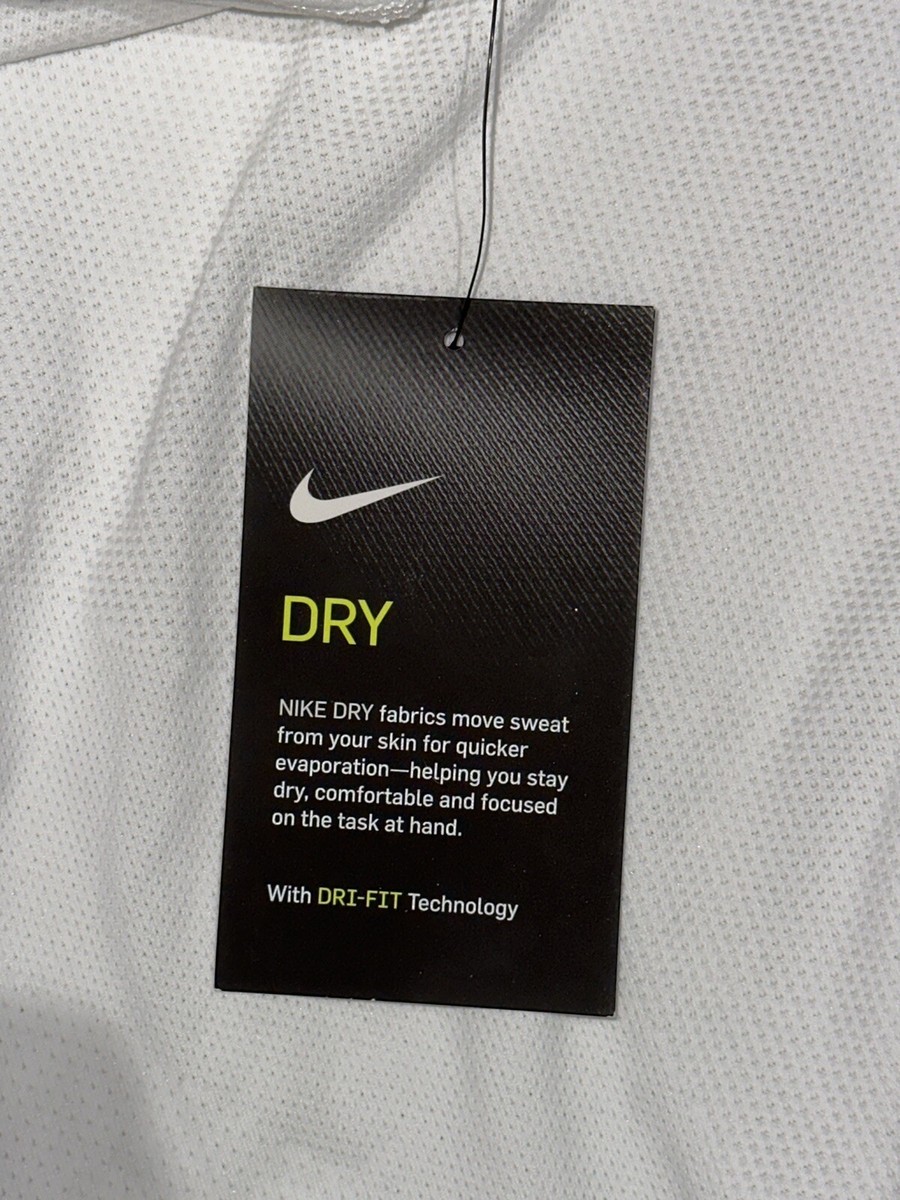 DRY
NIKE DRY fabrics move sweat
from your skin for quicker
evaporation—helping you stay
dry, comfortable and focused
on the task at hand.
With DRI-FIT Technology